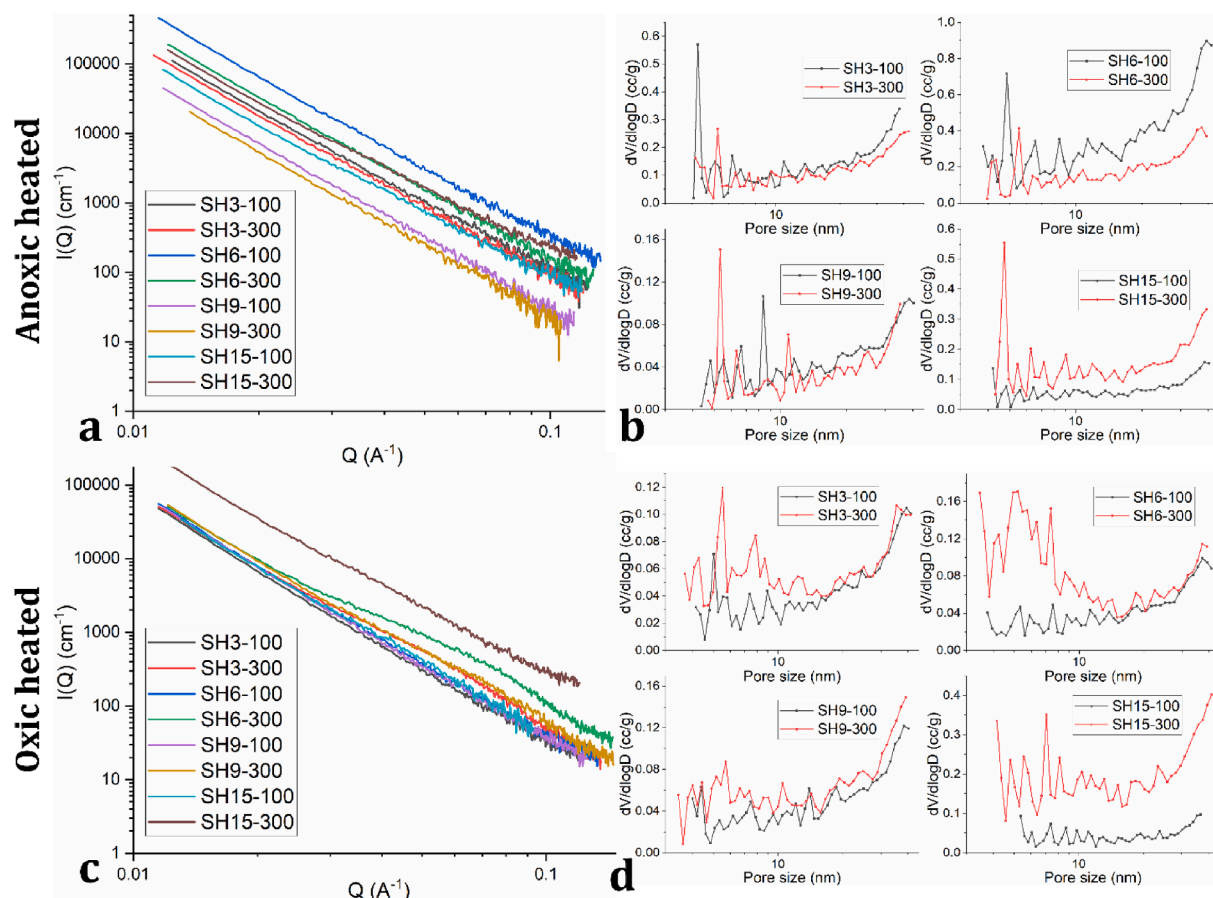 Anoxic heated
I(Q) (cm⁻¹)
100000
10000
1000
100
10
1
SH3-100
SH3-300
SH6-100
SH6-300
SH9-100
SH9-300
SH15-100
SH15-300
a
0.01
0.1
Q (A⁻¹)
dV/dlogD (cc/g)
0.6
0.5
0.4
0.3
0.2
0.1
0.0
SH3-100
SH3-300
10
Pore size (nm)
dV/dlogD (cc/g)
1.0
0.8
0.6
0.4
0.2
0.0
SH6-100
SH6-300
10
Pore size (nm)
dV/dlogD (cc/g)
0.16
0.12
0.08
0.04
0.00
SH9-100
SH9-300
10
Pore size (nm)
dV/dlogD (cc/g)
0.6
0.5
0.4
0.3
0.2
0.1
0.0
SH15-100
SH15-300
10
Pore size (nm)
b
Oxic heated
I(Q) (cm⁻¹)
100000
10000
1000
100
10
1
SH3-100
SH3-300
SH6-100
SH6-300
SH9-100
SH9-300
SH15-100
SH15-300
c
0.01
0.1
Q (A⁻¹)
dV/dlogD (cc/g)
0.12
0.10
0.08
0.06
0.04
0.02
0.00
SH3-100
SH3-300
10
Pore size (nm)
dV/dlogD (cc/g)
0.16
0.12
0.08
0.04
0.00
SH6-100
SH6-300
10
Pore size (nm)
dV/dlogD (cc/g)
0.16
0.12
0.08
0.04
0.00
SH9-100
SH9-300
10
Pore size (nm)
dV/dlogD (cc/g)
0.4
0.3
0.2
0.1
0.0
SH15-100
SH15-300
10
Pore size (nm)
d